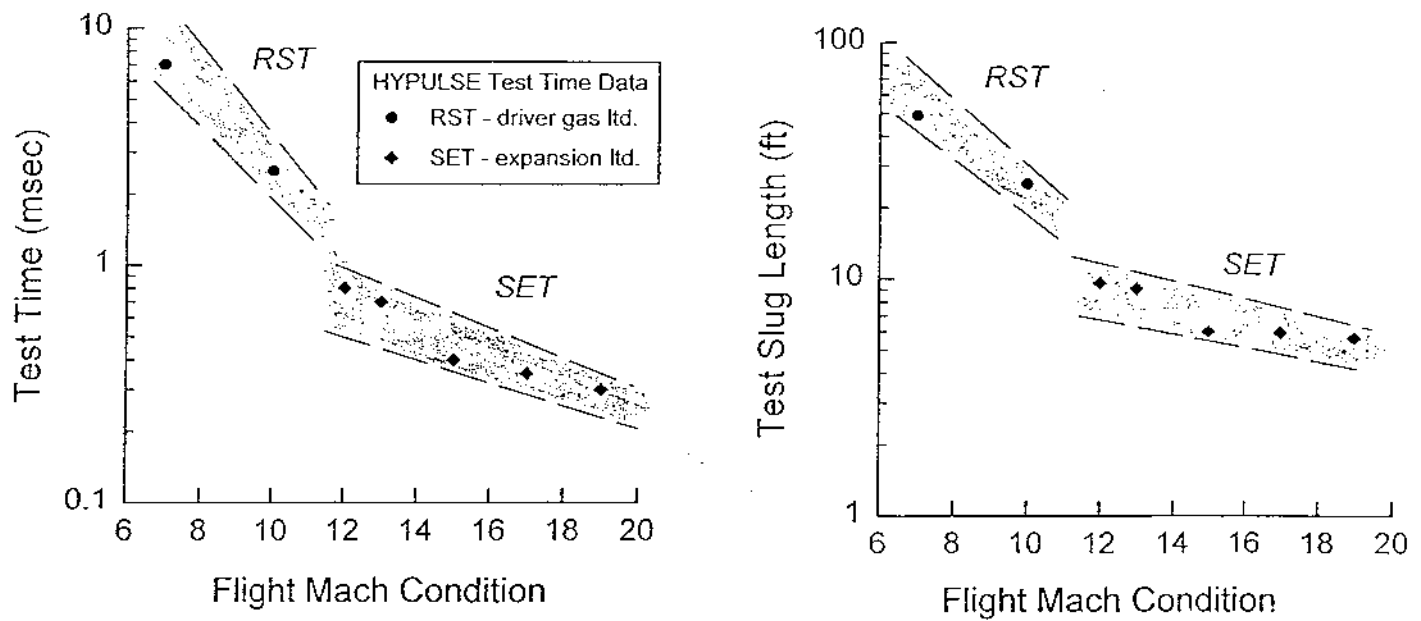 10
RST
HYPULSE Test Time Data
RST - driver gas ltd.
SET - expansion ltd.
Test Time (msec)
1
SET
0.1
6 8 10 12 14 16 18 20
Flight Mach Condition
100
RST
Test Slug Length (ft)
10
SET
1
6 8 10 12 14 16 18 20
Flight Mach Condition